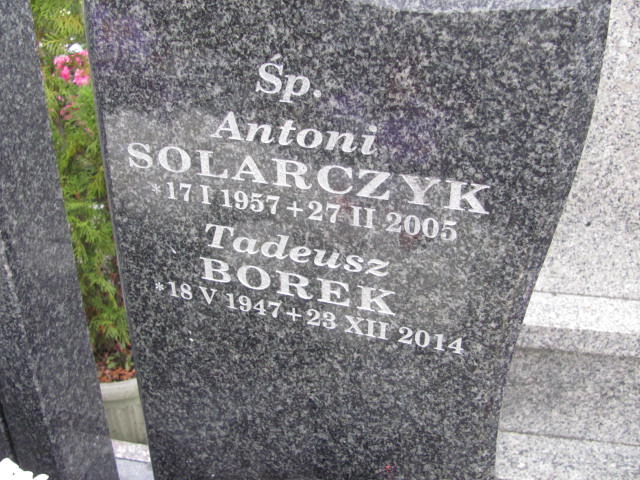 Śp.
Antoni
SOLARCZYK
*17 I 1957 + 27 II 2005
Tadeusz
BOREK
*18 V 1947 + 23 XII 2014